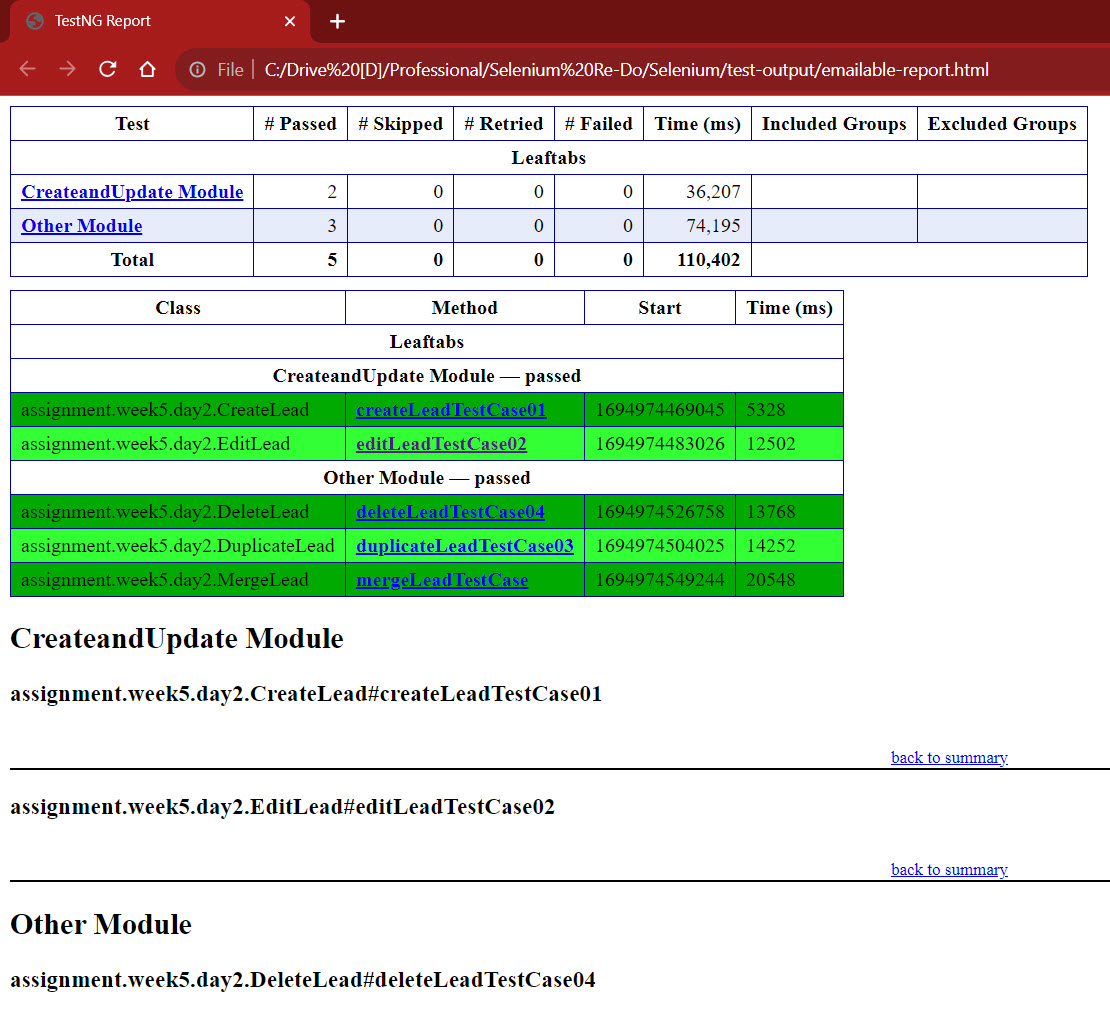 TestNG Report
File C:/Drive%20[D]/Professional/Selenium%20Re-Do/Selenium/test-output/emailable-report.html
Test # Passed # Skipped # Retried # Failed Time (ms) Included Groups Excluded Groups
Leaftabs
CreateandUpdate Module 2 0 0 0 36,207
Other Module 3 0 0 0 74,195
Total 5 0 0 0 110,402
Class Method Start Time (ms)
Leaftabs
CreateandUpdate Module — passed
assignment.week5.day2.CreateLead createLeadTestCase01 1694974469045 5328
assignment.week5.day2.EditLead editLeadTestCase02 1694974483026 12502
Other Module — passed
assignment.week5.day2.DeleteLead deleteLeadTestCase04 1694974526758 13768
assignment.week5.day2.DuplicateLead duplicateLeadTestCase03 1694974504025 14252
assignment.week5.day2.MergeLead mergeLeadTestCase 1694974549244 20548
CreateandUpdate Module
assignment.week5.day2.CreateLead#createLeadTestCase01
back to summary
assignment.week5.day2.EditLead#editLeadTestCase02
back to summary
Other Module
assignment.week5.day2.DeleteLead#deleteLeadTestCase04